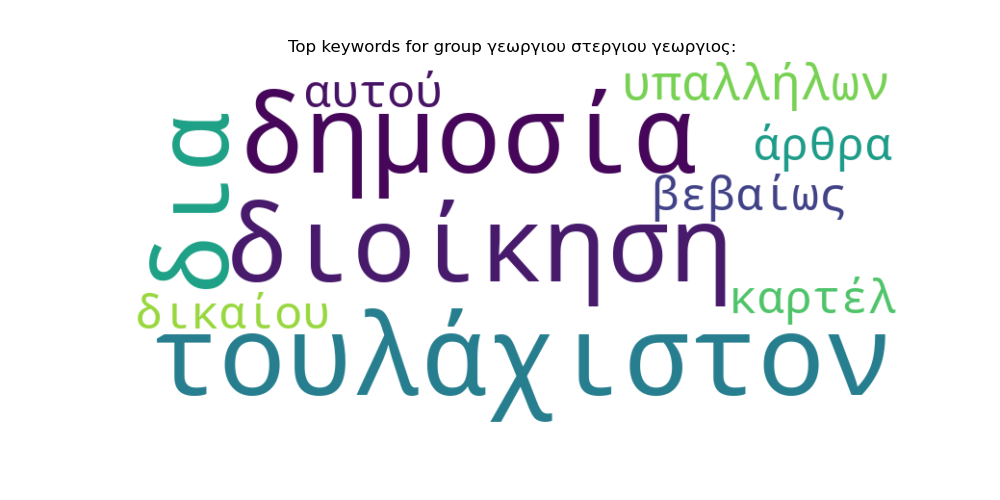 Top keywords for group γεωργιου στεργιου γεωργιος:
αυτού
υπαλλήλων
δημοσία
δια
άρθρα
βεβαίως
διοίκηση
καρτέλ
δικαίου
τουλάχιστον